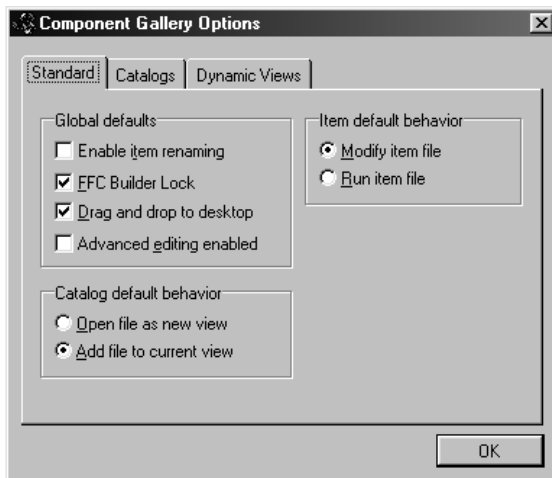 Component Gallery Options
Standard Catalogs Dynamic Views
Global defaults
Enable item renaming
FFC Builder Lock
Drag and drop to desktop
Advanced editing enabled
Item default behavior
Modify item file
Run item file
Catalog default behavior
Open file as new view
Add file to current view
OK